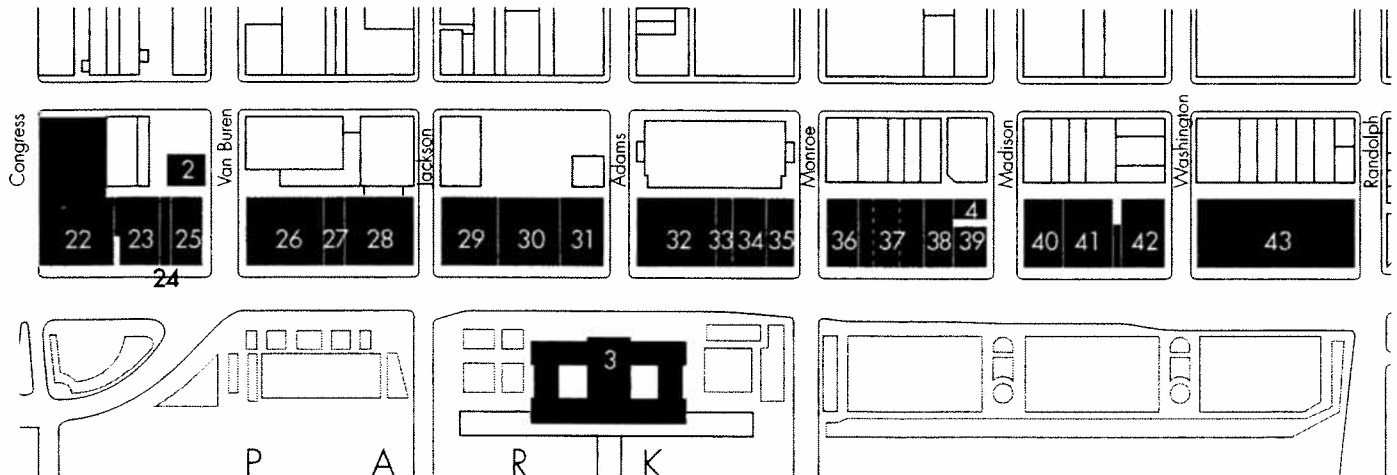 Congress
Van Buren
Jackson
Adams
Monroe
Madison
Washington
Randolph
2
4
22 23 25 26 27 28 29 30 31 32 33 34 35 36 37 38 39 40 41 42 43
24
3
P A R K